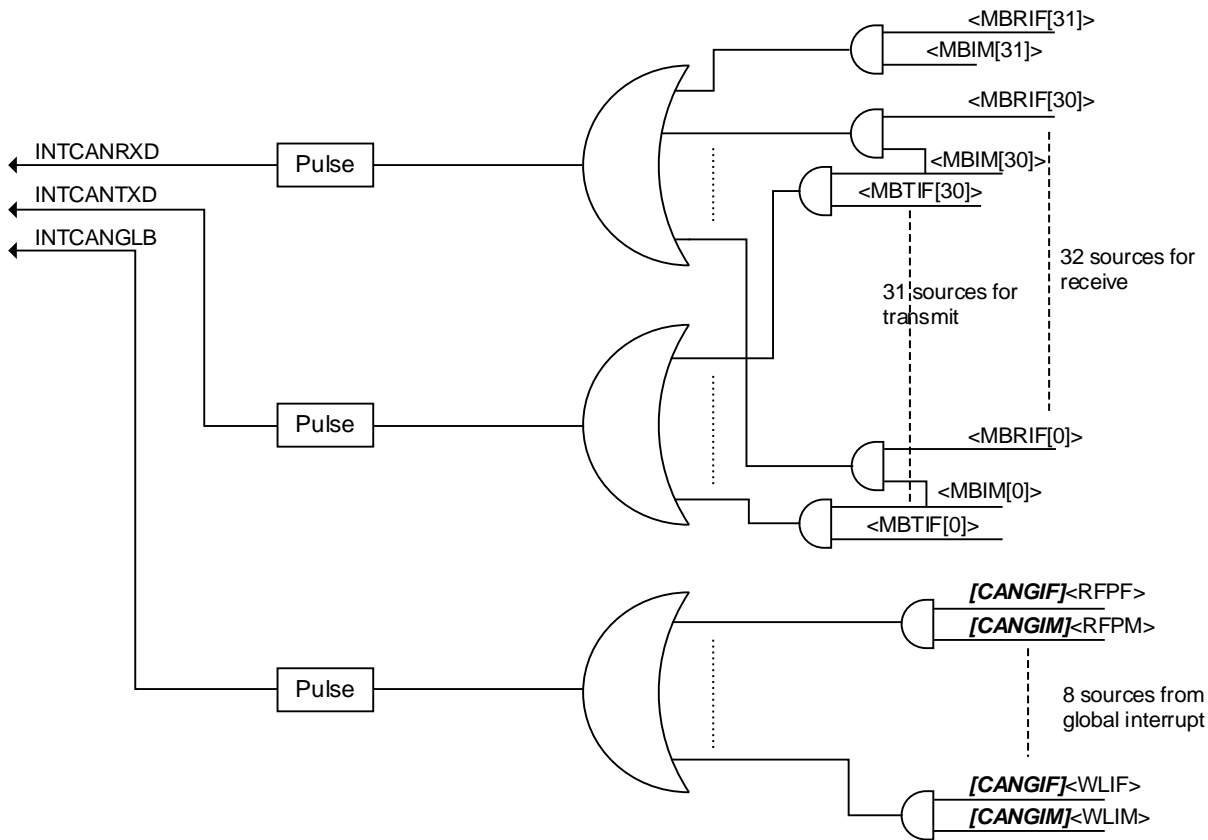 <MBRIF[31]>
<MBIM[31]>
<MBRIF[30]>
INTCANRXD
Pulse
<MBIM[30]>
INTCANTXD
<MBTIF[30]>
INTCANGLB
32 sources for
receive
31 sources for
transmit
Pulse
<MBRIF[0]>
<MBIM[0]>
<MBTIF[0]>
[CANGIF]<RFPF>
[CANGIM]<RFPM>
Pulse
8 sources from
global interrupt
[CANGIF]<WLIF>
[CANGIM]<WLIM>